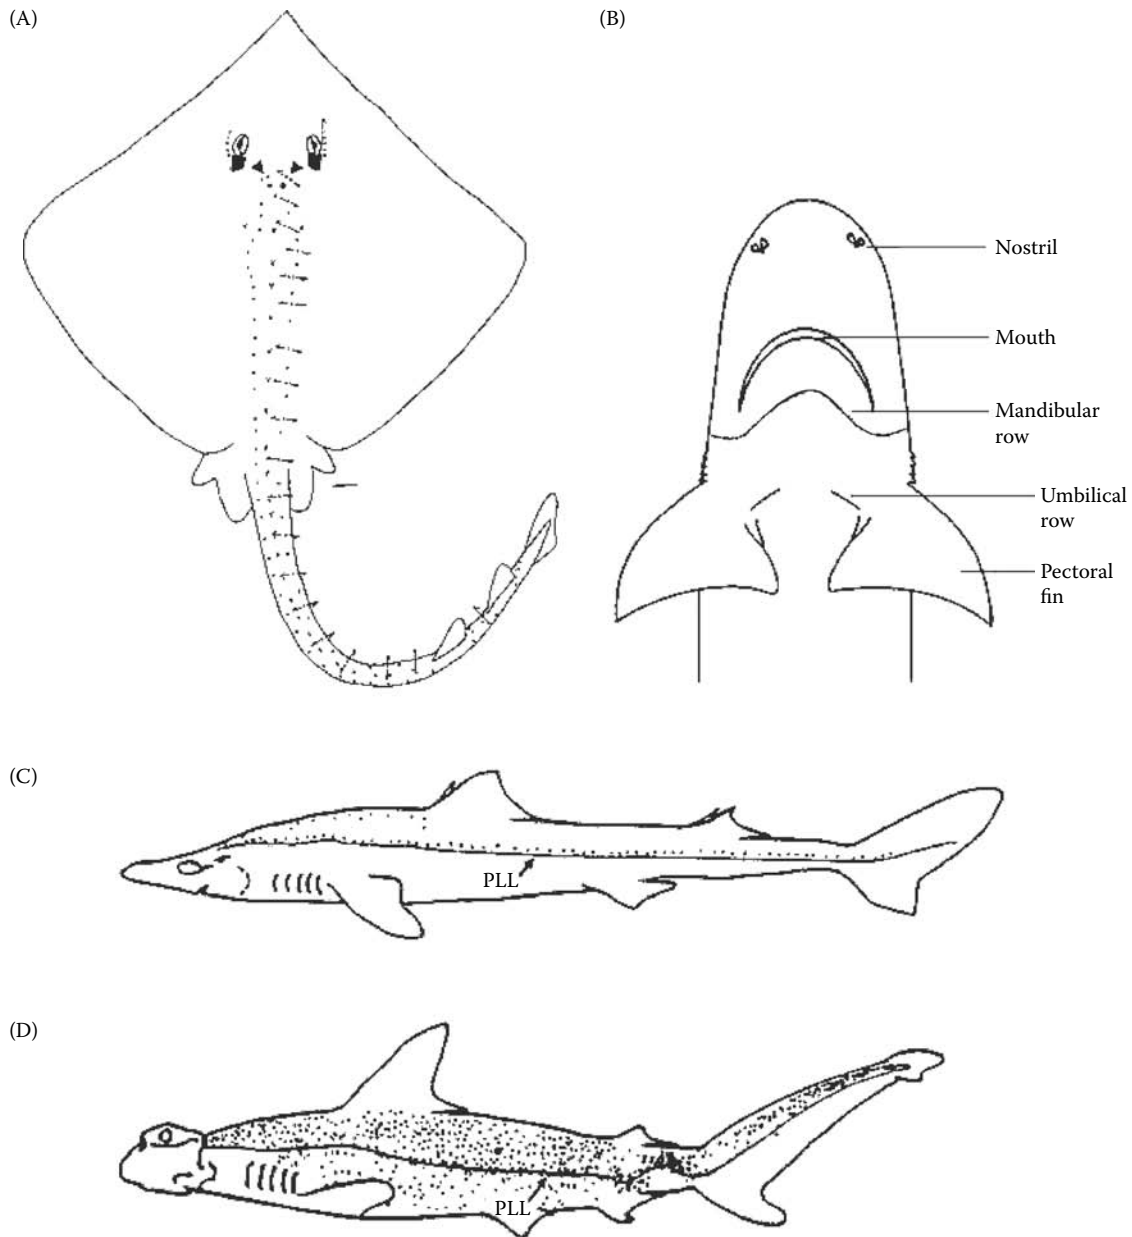 (A)
(B)
Nostril
Mouth
Mandibular
row
Umbilical
row
Pectoral
fin
(C)
PLL
(D)
PLL